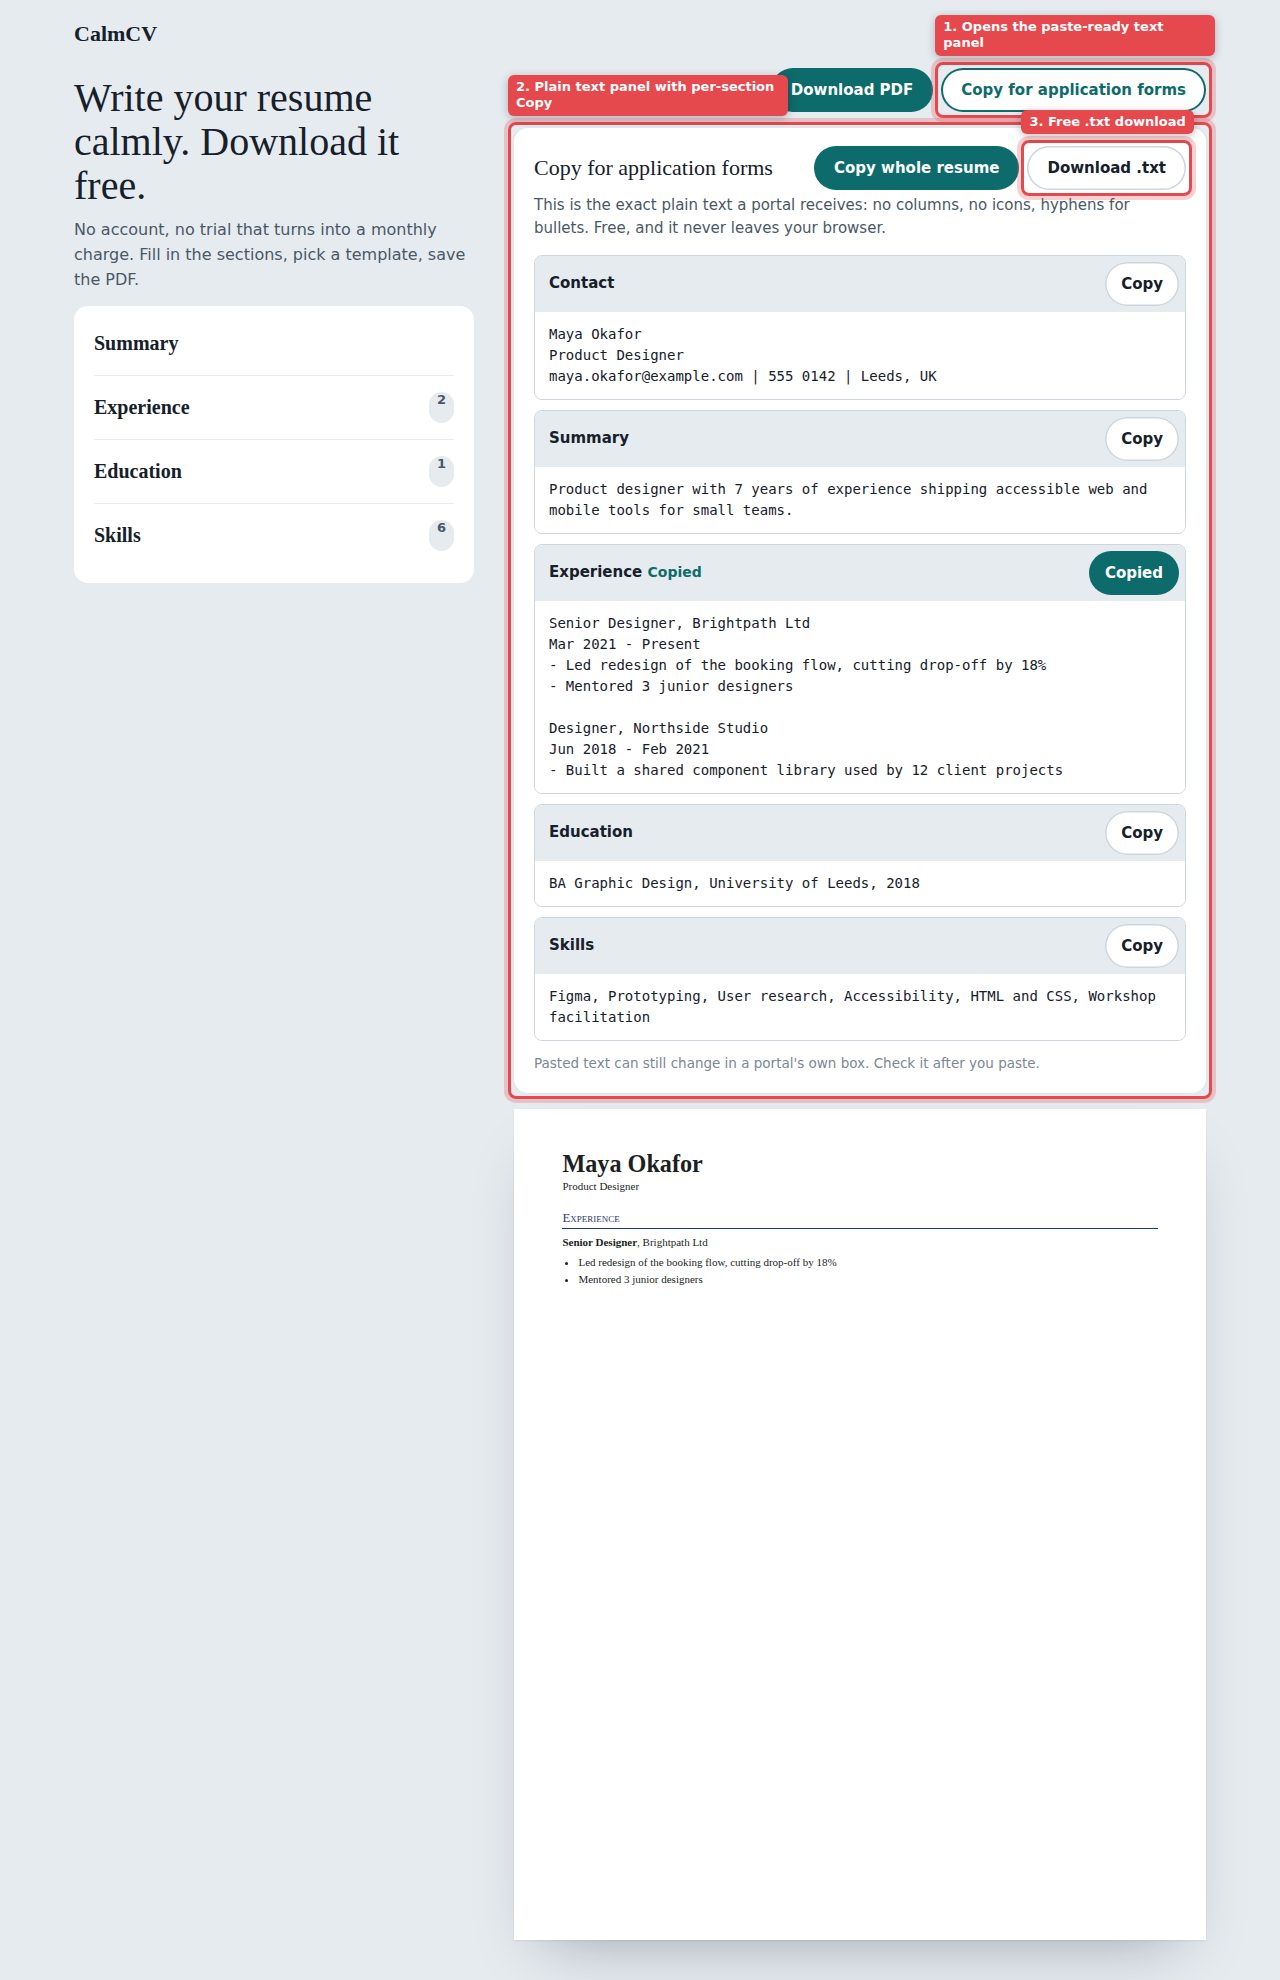 CalmCV
1. Opens the paste-ready text
panel
Write your resume
calmly. Download it
free.
No account, no trial that turns into a monthly
charge. Fill in the sections, pick a template, save
the PDF.
Summary
Experience 2
Education 1
Skills 6
2. Plain text panel with per-section
Copy
Download PDF
Copy for application forms
3. Free .txt download
Copy for application forms
Copy whole resume
Download .txt
This is the exact plain text a portal receives: no columns, no icons, hyphens for
bullets. Free, and it never leaves your browser.
Contact
Copy
Maya Okafor
Product Designer
maya.okafor@example.com | 555 0142 | Leeds, UK
Summary
Copy
Product designer with 7 years of experience shipping accessible web and
mobile tools for small teams.
Experience Copied
Copied
Senior Designer, Brightpath Ltd
Mar 2021 - Present
- Led redesign of the booking flow, cutting drop-off by 18%
- Mentored 3 junior designers
Designer, Northside Studio
Jun 2018 - Feb 2021
- Built a shared component library used by 12 client projects
Education
Copy
BA Graphic Design, University of Leeds, 2018
Skills
Copy
Figma, Prototyping, User research, Accessibility, HTML and CSS, Workshop
facilitation
Pasted text can still change in a portal's own box. Check it after you paste.
Maya Okafor
Product Designer
Experience
Senior Designer, Brightpath Ltd
• Led redesign of the booking flow, cutting drop-off by 18%
• Mentored 3 junior designers